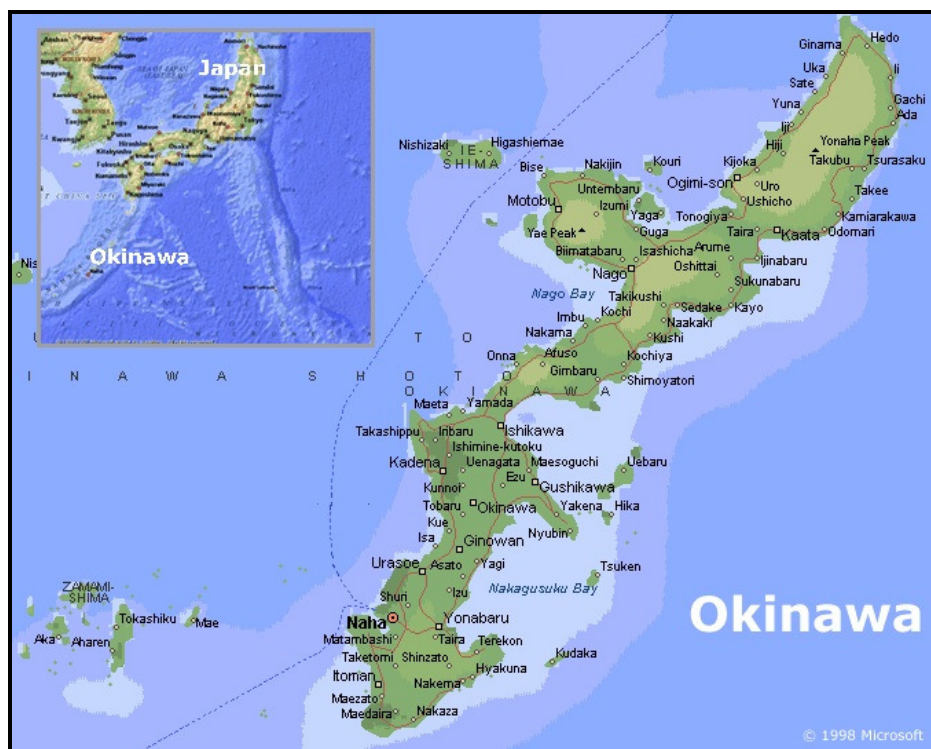 Japan
Okinawa
Ginama
Hedo
Uka
Ii
Sate
Yuna
Gachi
Ada
Iji
Yonaha Peak
Hiji
Nishizaki
Higashiemae
IE-
SHIMA
Bise
Nakijin
Kouri
Kijoka
Takubu
Tsurasaku
Ogimi-son
Untembaru
Uro
Motobu
Izumi
Ushicho
Takee
Yaga
Tonogiya
Kamiarakawa
Yae Peak
Guga
Taira
Kaata
Odomari
Biimatabaru
Isashicha
Arume
Nago
Oshittai
Ijinabaru
Sukunabaru
Nago Bay
Takikushi
Sedake
Kayo
Imbu
Kochi
Naakaki
Nakama
Kushi
T O
Onna
Afuso
Kochiya
Gimbaru
Shimoyatori
I N A W A S H O T O
O K I N A W A
Maeta
Yamada
Ishikawa
Takashippu
Iribaru
Ishimine-kutoku
Kadena
Uenagata
Maesoguchi
Uebaru
Kunnoi
Ezu
Gushikawa
Tobaru
Okinawa
Yakena
Hika
Kue
Nyubin
Isa
Ginowan
Urasoe
Asato
Yagi
Tsuken
Nakagusuku Bay
ZAMAMI-
SHIMA
Shuri
Izu
Tokashiku
Mae
Naha
Yonabaru
Okinawa
Aka
Aharen
Matambashi
Taira
Terekon
Taketomi
Shinzato
Kudaka
Itoman
Hyakuna
Nakema
Maezato
Maedaira
Nakaza
© 1998 Microsoft